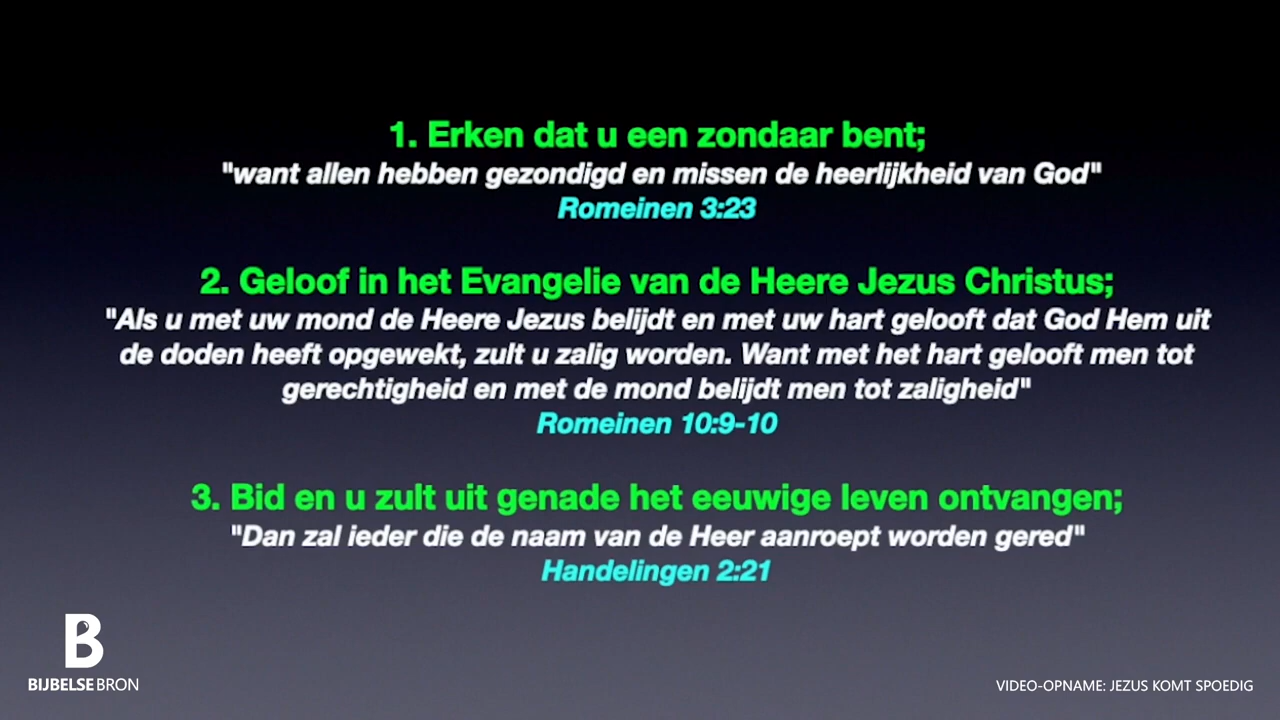 1. Erken dat u een zondaar bent;
"want allen hebben gezondigd en missen de heerlijkheid van God"
Romeinen 3:23
2. Geloof in het Evangelie van de Heere Jezus Christus;
"Als u met uw mond de Heere Jezus belijdt en met uw hart gelooft dat God Hem uit
de doden heeft opgewekt, zult u zalig worden. Want met het hart gelooft men tot
gerechtigheid en met de mond belijdt men tot zaligheid"
Romeinen 10:9-10
3. Bid en u zult uit genade het eeuwige leven ontvangen;
"Dan zal ieder die de naam van de Heer aanroept worden gered"
Handelingen 2:21
B
BIJBELSEBRON
VIDEO-OPNAME: JEZUS KOMT SPOEDIG